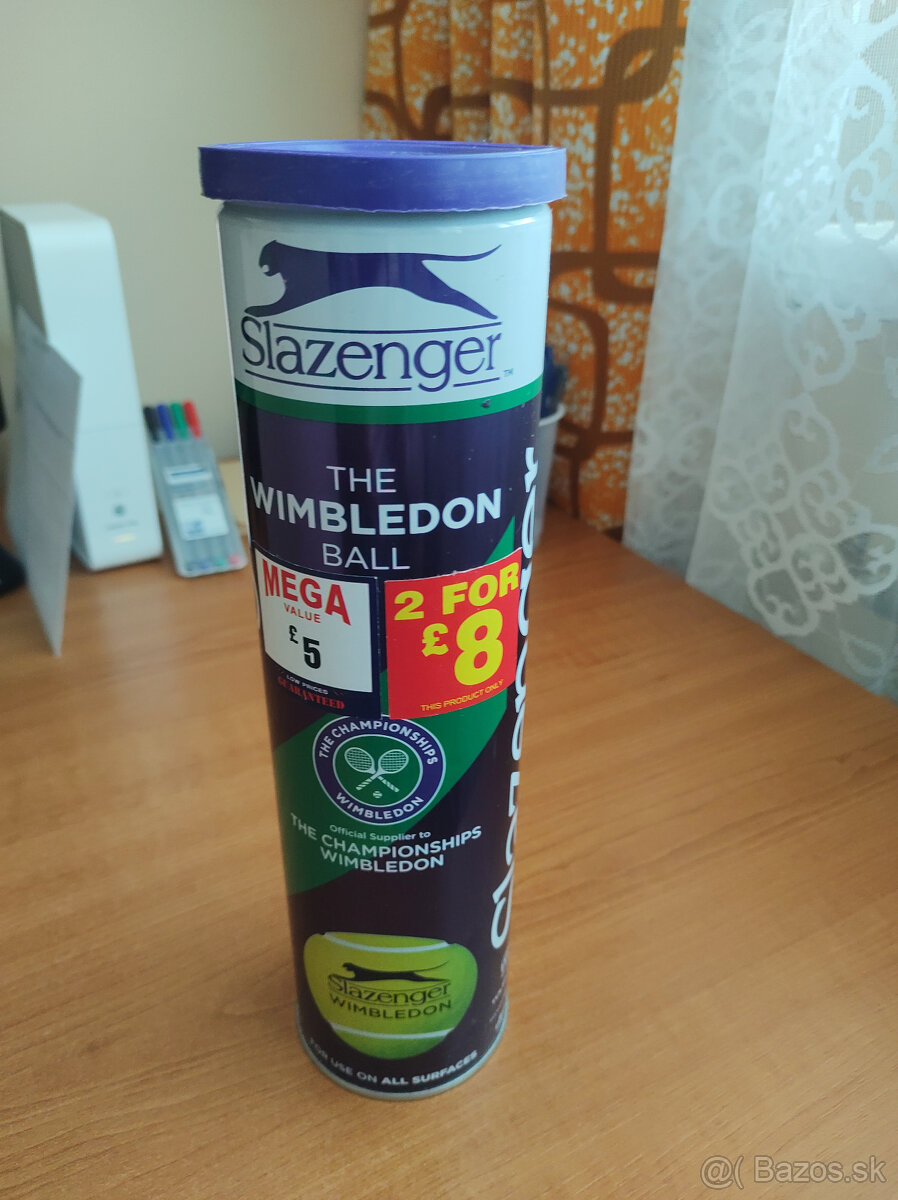 Slazenger™
THE
WIMBLEDON
BALL
MEGA
VALUE
£5
LOW PRICES
GUARANTEED
2 FOR
£8
THIS PRODUCT ONLY
THE CHAMPIONSHIPS
WIMBLEDON
Official Supplier to
THE CHAMPIONSHIPS
WIMBLEDON
Slazenger
WIMBLEDON
FOR USE ON ALL SURFACES
@( Bazos.sk